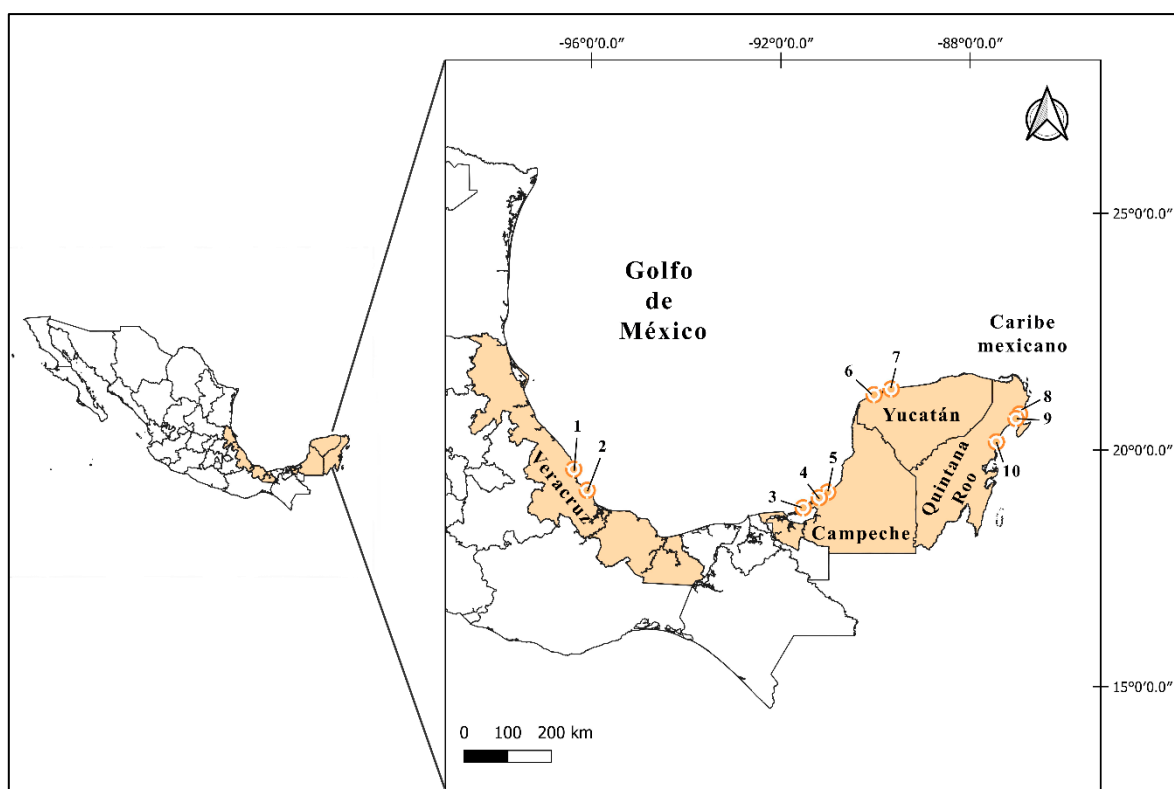 -96°0'0.0"
-92°0'0.0"
-88°0'0.0"
25°0'0.0"
Golfo
de
México
Caribe
mexicano
6
7
8
9
Yucatán
1
2
Veracruz
20°0'0.0"
10
3
4
5
Quintana
Roo
Campeche
15°0'0.0"
0 100 200 km